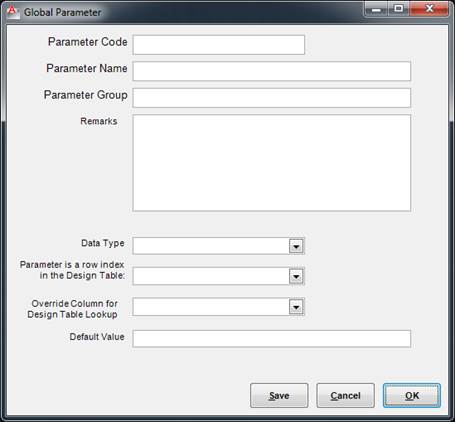 Global Parameter
Parameter Code
Parameter Name
Parameter Group
Remarks
Data Type
Parameter is a row index
in the Design Table:
Override Column for
Design Table Lookup
Default Value
Save
Cancel
OK